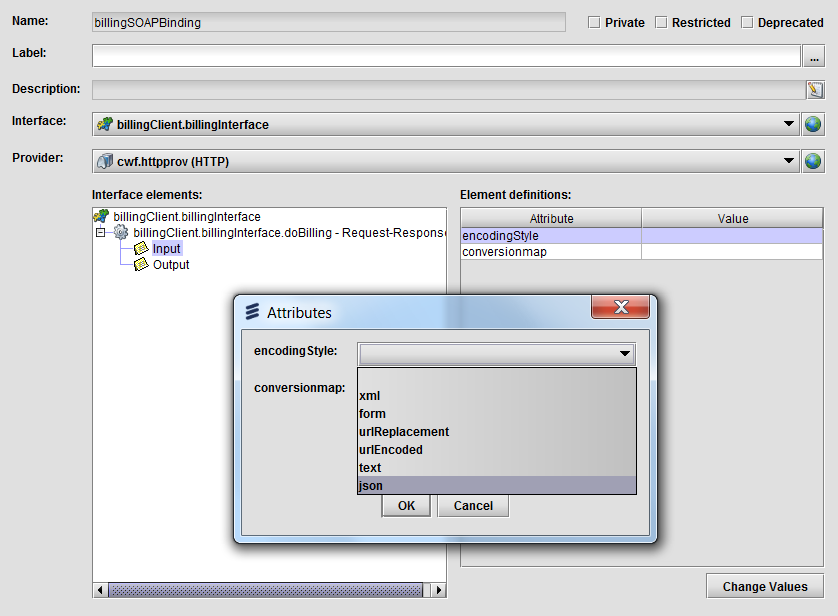 Name:
billingSOAPBinding
Private
Restricted
Deprecated
Label:
...
Description:
Interface:
billingClient.billingInterface
Provider:
cwf.httpprov (HTTP)
Interface elements:
billingClient.billingInterface
billingClient.billingInterface.doBilling - Request-Respons
Input
Output
Element definitions:
Attribute
Value
encodingStyle
conversionmap
Attributes
encodingStyle:
conversionmap:
xml
form
urlReplacement
urlEncoded
text
json
OK
Cancel
Change Values